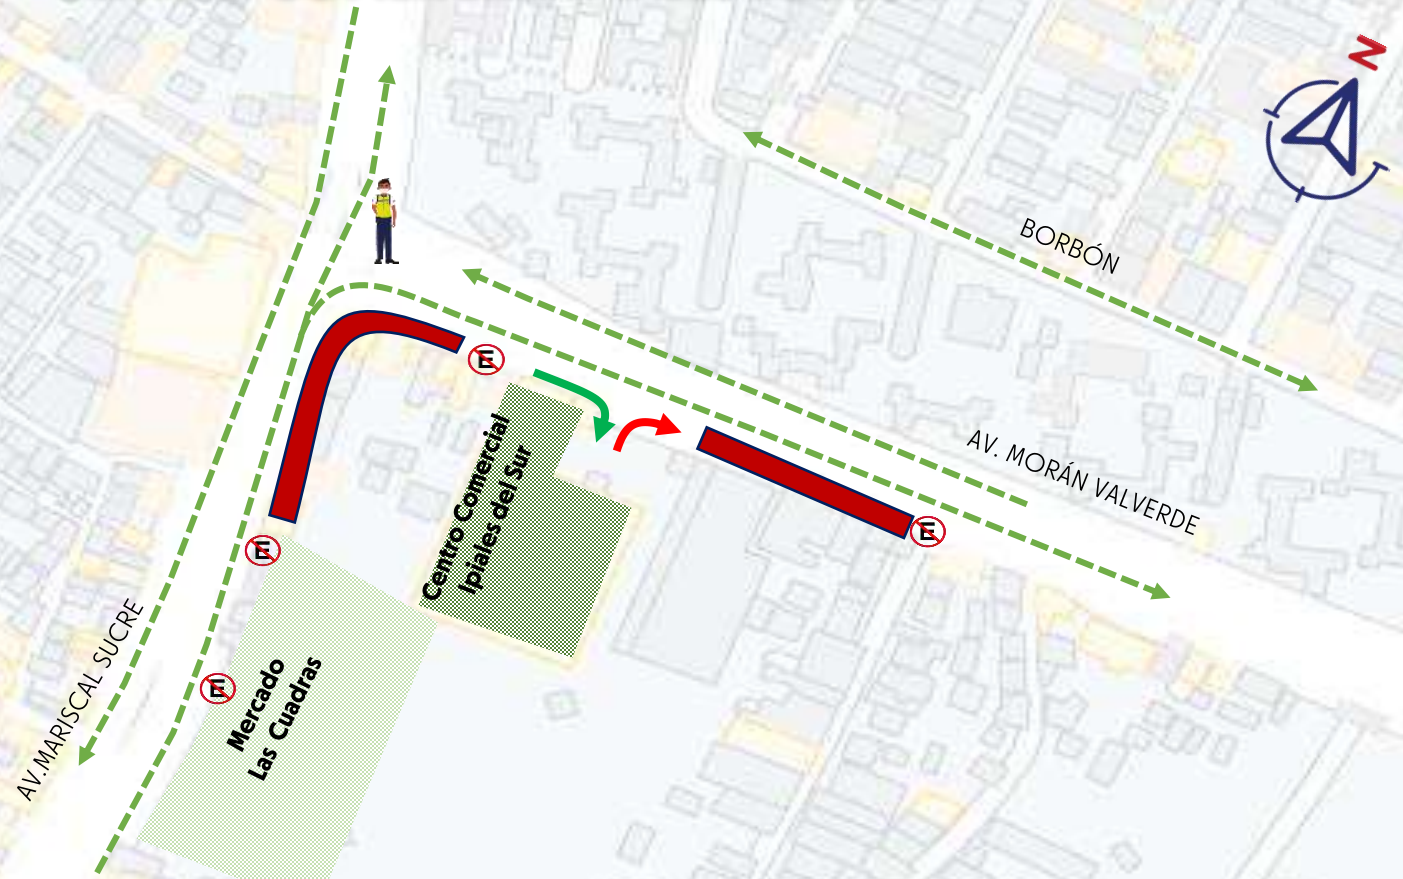 N
BORBÓN
AV. MORÁN VALVERDE
E
Centro Comercial
Ipiales del Sur
E
E
AV.MARISCAL SUCRE
E
Mercado
Las Cuadras